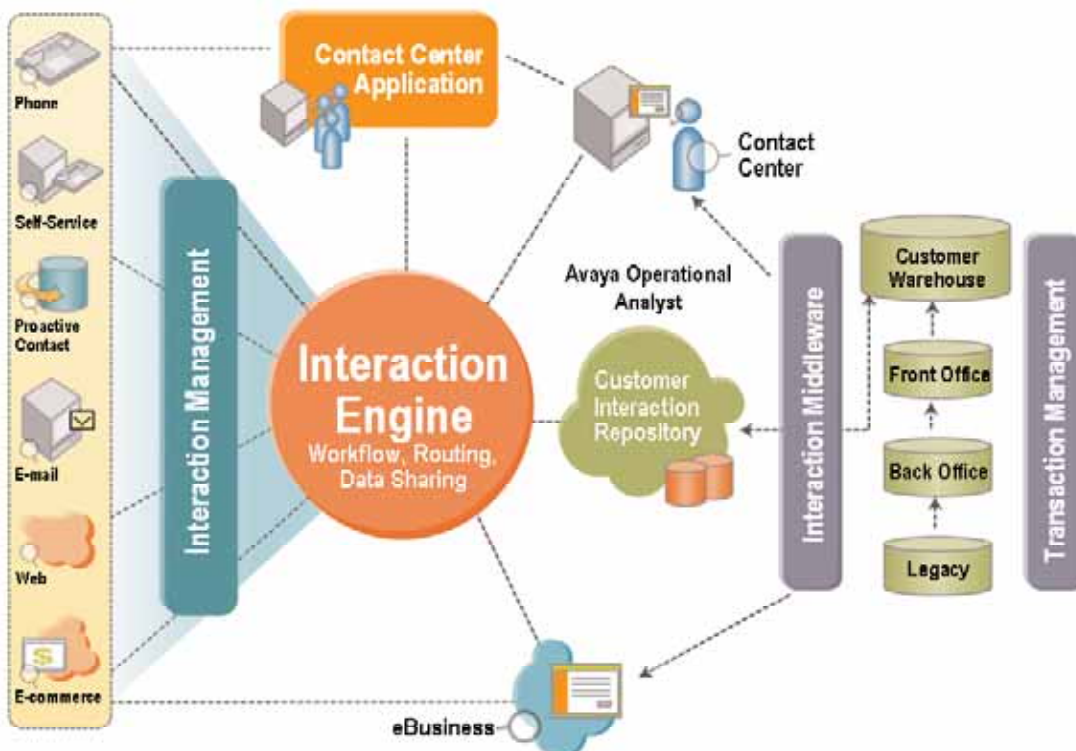 Phone
Self-Service
Proactive
Contact
E-mail
Web
$
E-commerce
Interaction Management
Contact Center
Application
Contact
Center
Interaction
Engine
Workflow, Routing,
Data Sharing
Avaya Operational
Analyst
Customer
Interaction
Repository
eBusiness
Interaction Middleware
Customer
Warehouse
Front Office
Back Office
Legacy
Transaction Management